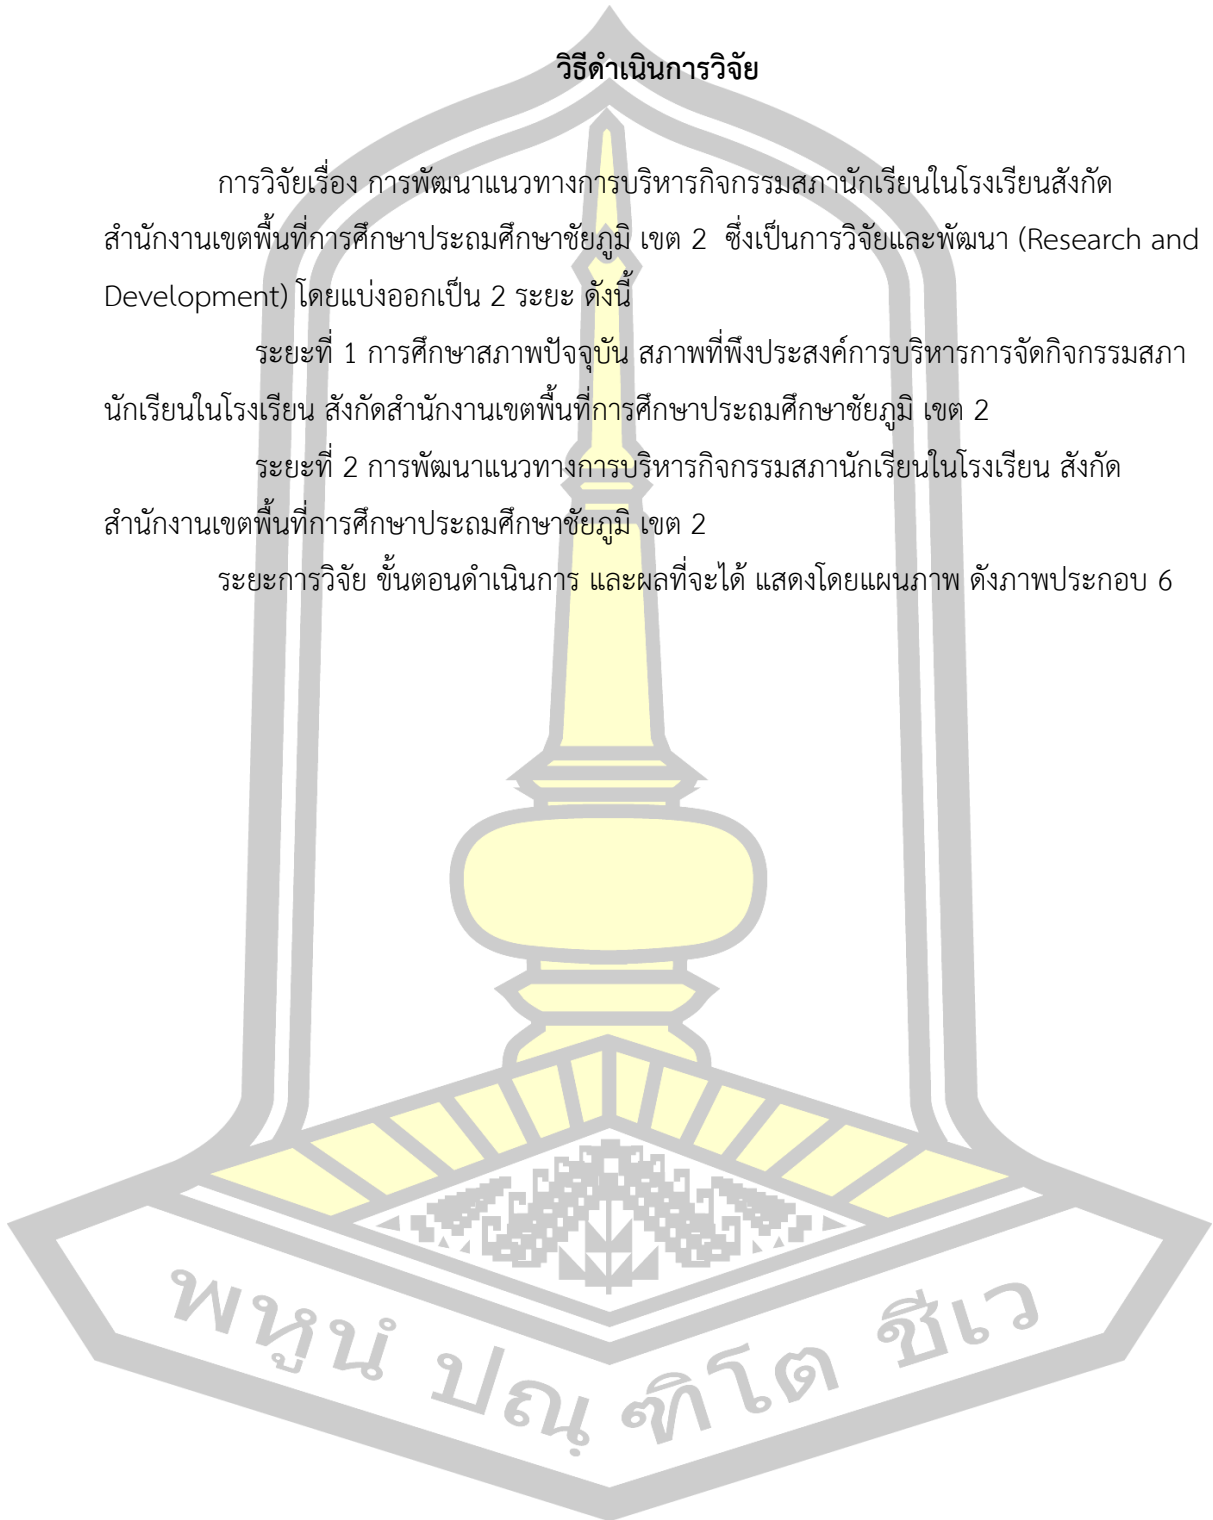 วิธีดำเนินการวิจัย
การวิจัยเรื่อง การพัฒนาแนวทางการบริหารกิจกรรมสภานักเรียนในโรงเรียนสังกัด
สำนักงานเขตพื้นที่การศึกษาประถมศึกษาชัยภูมิ เขต 2 ซึ่งเป็นการวิจัยและพัฒนา (Research and
Development) โดยแบ่งออกเป็น 2 ระยะ ดังนี้
ระยะที่ 1 การศึกษาสภาพปัจจุบัน สภาพที่พึงประสงค์การบริหารการจัดกิจกรรมสภา
นักเรียนในโรงเรียน สังกัดสำนักงานเขตพื้นที่การศึกษาประถมศึกษาชัยภูมิ เขต 2
ระยะที่ 2 การพัฒนาแนวทางการบริหารกิจกรรมสภานักเรียนในโรงเรียน สังกัด
สำนักงานเขตพื้นที่การศึกษาประถมศึกษาชัยภูมิ เขต 2
ระยะการวิจัย ขั้นตอนดำเนินการ และผลที่จะได้ แสดงโดยแผนภาพ ดังภาพประกอบ 6
พหูนํ ปณฺ ฑิโต ชีเว